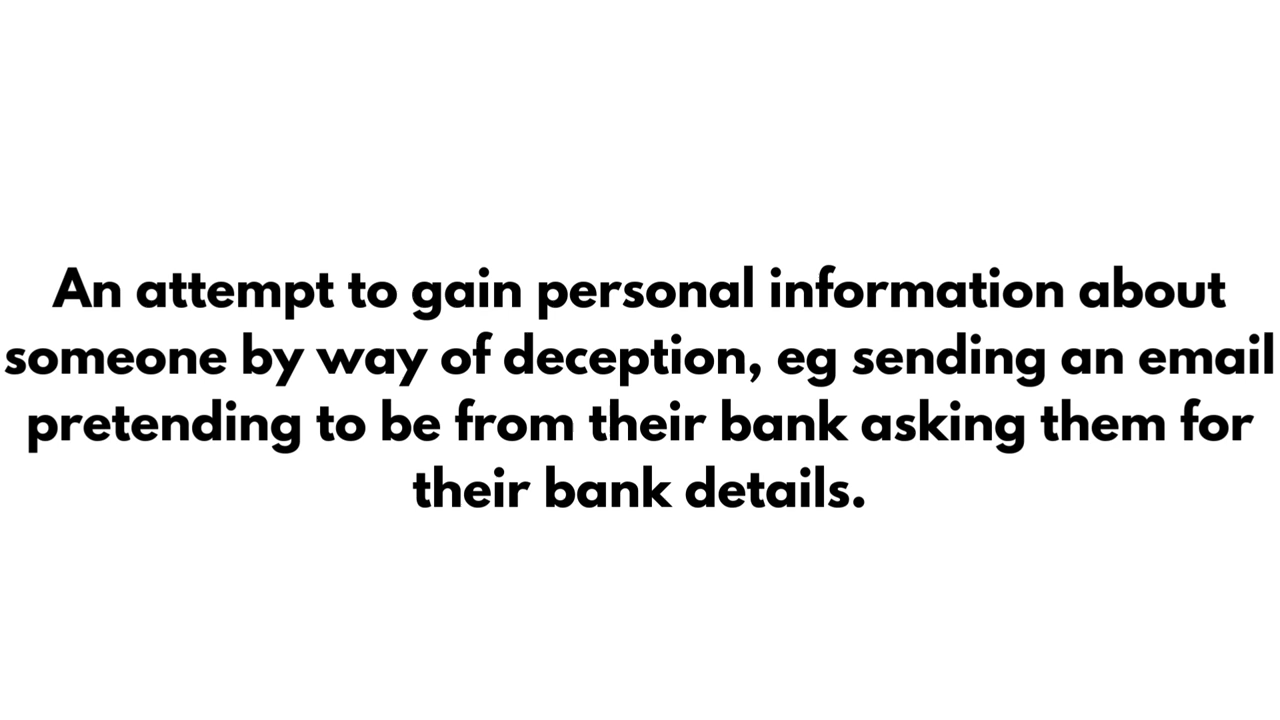 An attempt to gain personal information about
someone by way of deception, eg sending an email
pretending to be from their bank asking them for
their bank details.